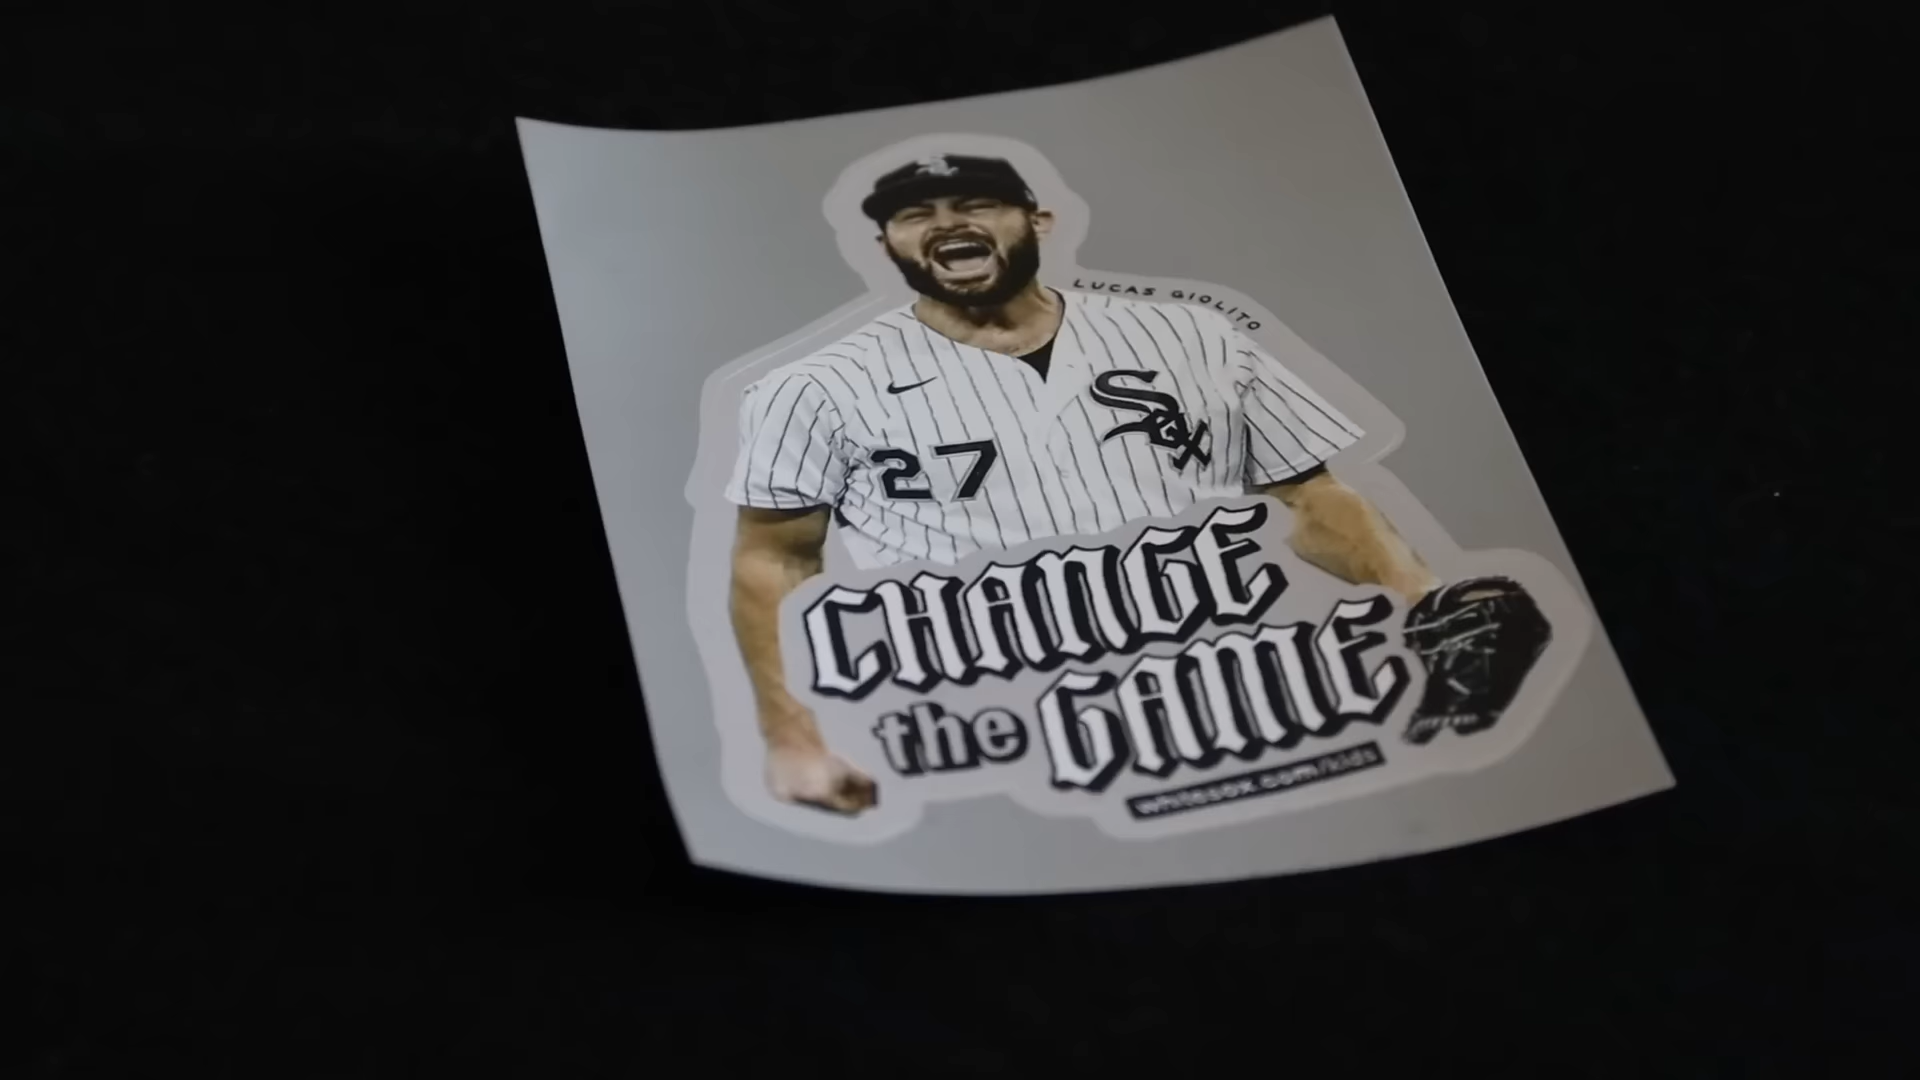 LUCAS GIOLITO
Sox
27
CHANGE
the GAME
whitesox.com/kids